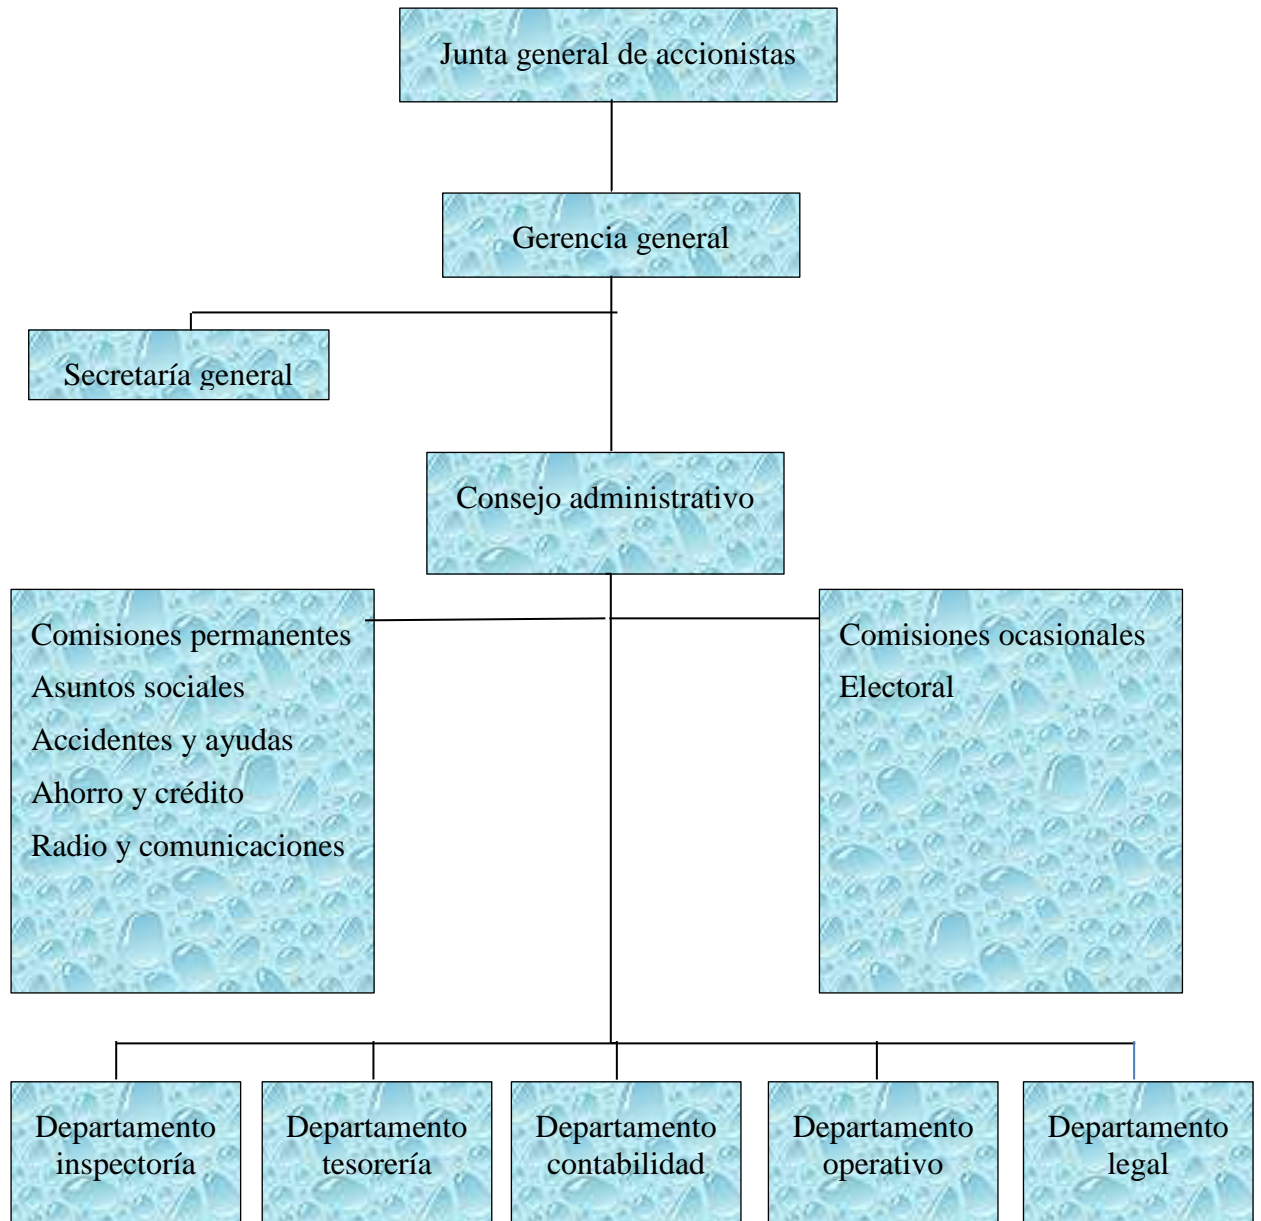 Junta general de accionistas
Gerencia general
Secretaría general
Consejo administrativo
Comisiones permanentes
Asuntos sociales
Accidentes y ayudas
Ahorro y crédito
Radio y comunicaciones
Comisiones ocasionales
Electoral
Departamento
inspectoría
Departamento
tesorería
Departamento
contabilidad
Departamento
operativo
Departamento
legal